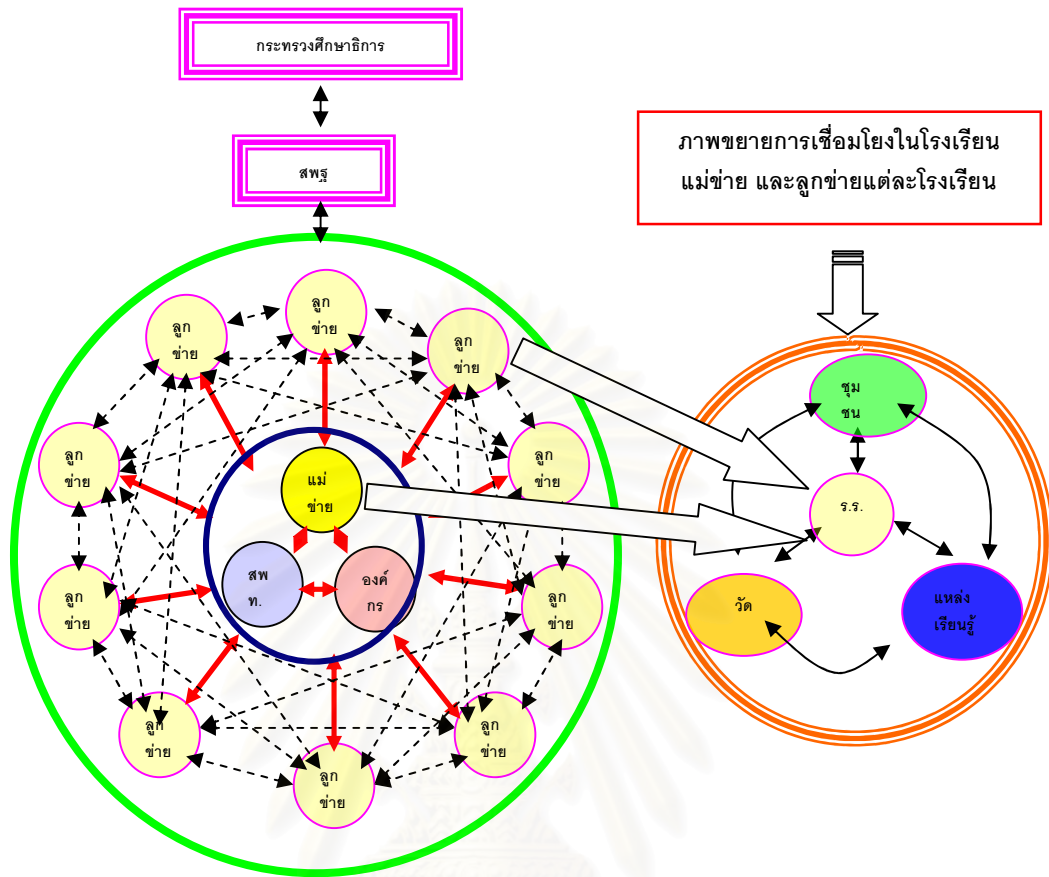 กระทรวงศึกษาธิการ
สพฐ
ภาพขยายการเชื่อมโยงในโรงเรียน
แม่ข่าย และลูกข่ายแต่ละโรงเรียน
ลูก
ข่าย
ลูก
ข่าย
ลูก
ข่าย
ลูก
ข่าย
ลูก
ข่าย
แม่
ข่าย
สพ
ท.
องค์
กร
ลูก
ข่าย
ลูก
ข่าย
ลูก
ข่าย
ลูก
ข่าย
ลูก
ข่าย
ชุม
ชน
ร.ร.
วัด
แหล่ง
เรียนรู้